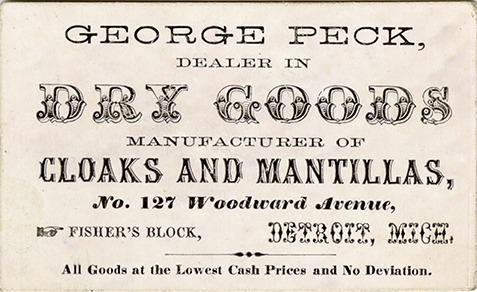 GEORGE PECK,
DEALER IN
DRY GOODS
MANUFACTURER OF
CLOAKS AND MANTILLAS,
No. 127 Woodward Avenue,
☞ FISHER'S BLOCK, DETROIT, MICH.
All Goods at the Lowest Cash Prices and No Deviation.